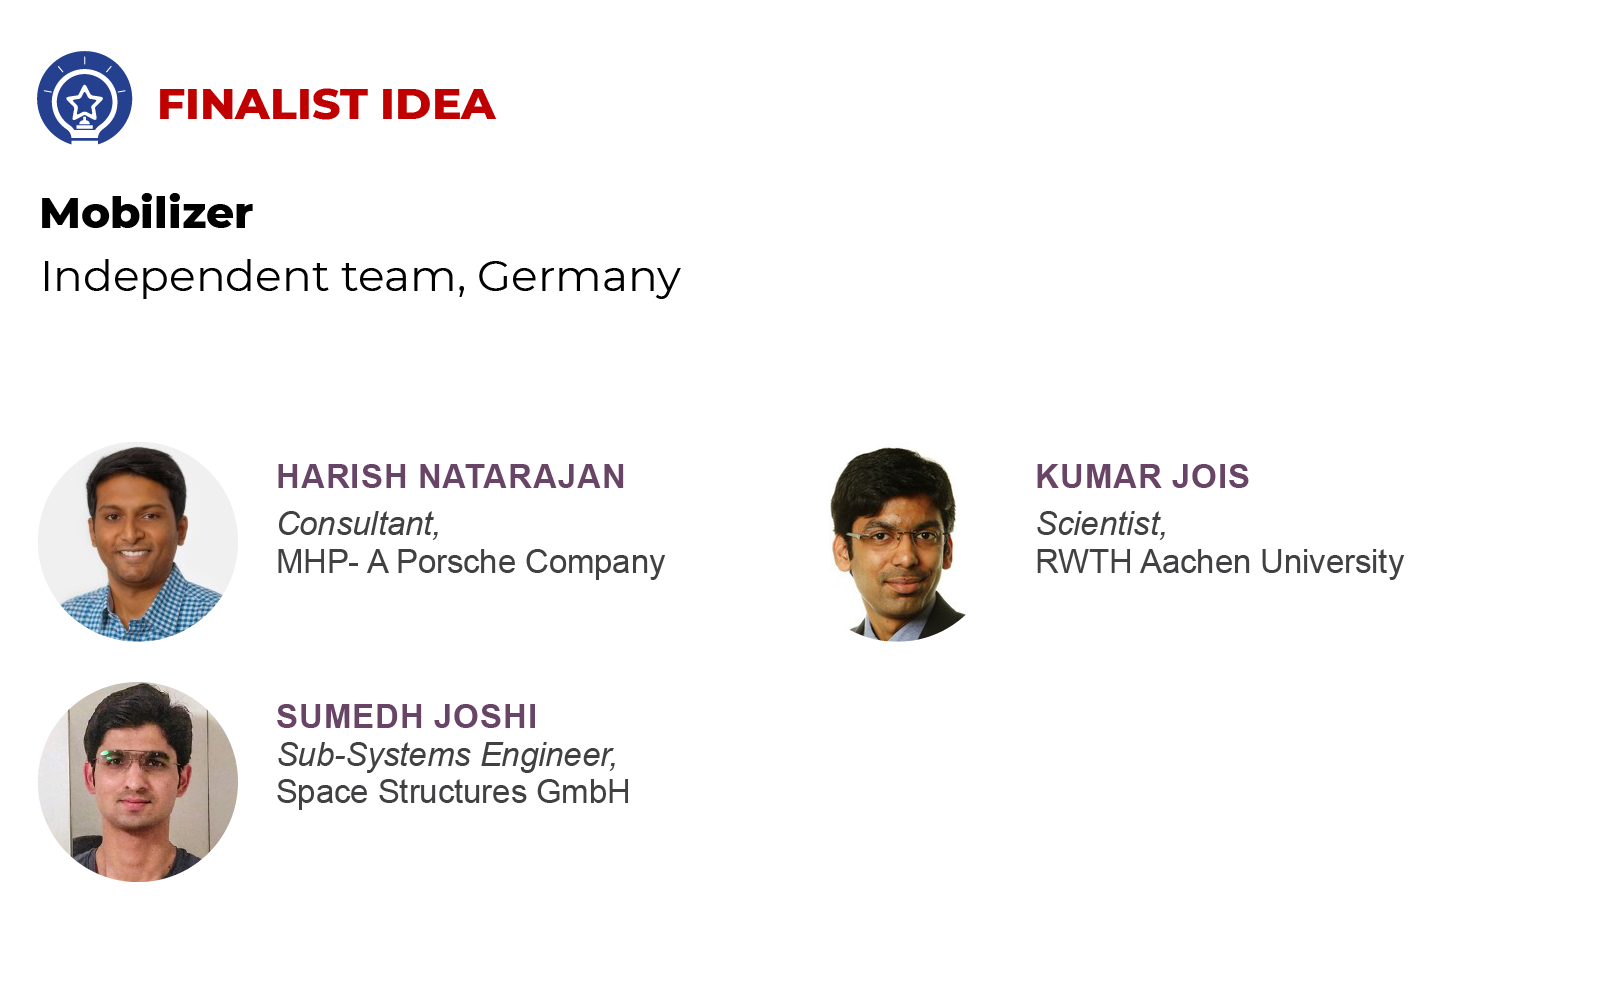 FINALIST IDEA
Mobilizer
Independent team, Germany
HARISH NATARAJAN
Consultant,
MHP- A Porsche Company
KUMAR JOIS
Scientist,
RWTH Aachen University
SUMEDH JOSHI
Sub-Systems Engineer,
Space Structures GmbH